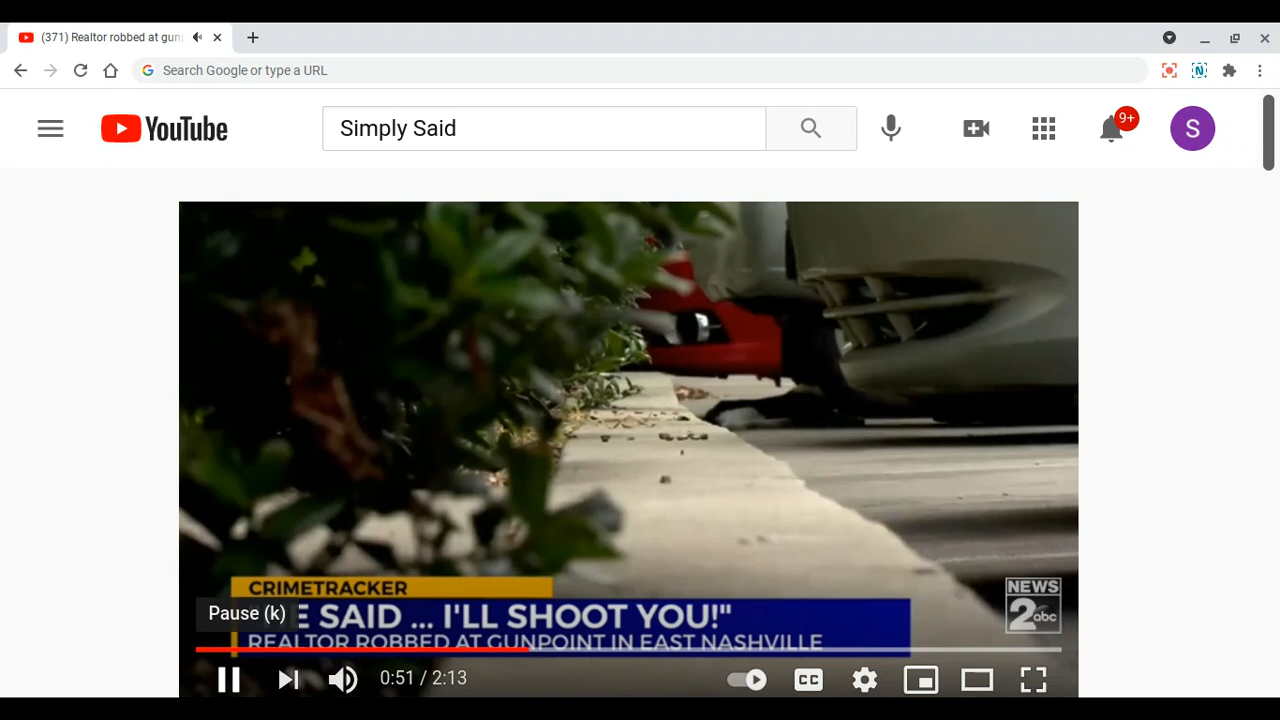 (371) Realtor robbed at gun
Search Google or type a URL
YouTube
Simply Said
9+
S
CRIMETRACKER
E SAID ... I'LL SHOOT YOU!"
REALTOR ROBBED AT GUNPOINT IN EAST NASHVILLE
NEWS
2 abc
Pause (k)
0:51 / 2:13
CC